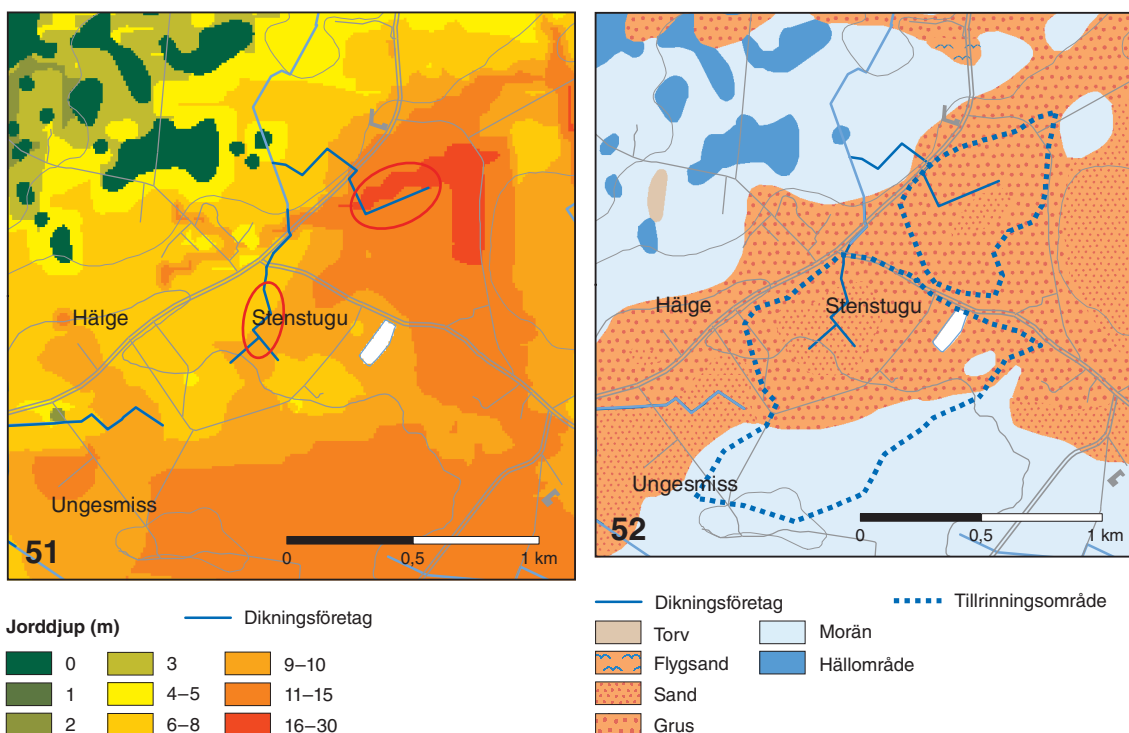 Hälge
Stenstugu
Ungesmiss
51
0 0,5 1 km
Hälge
Stenstugu
Ungesmiss
52
0 0,5 1 km
Jorddjup (m)
Dikningsföretag
0 3 9–10
1 4–5 11–15
2 6–8 16–30
Dikningsföretag Tillrinningsområde
Torv Morän
Flygsand Hällområde
Sand
Grus